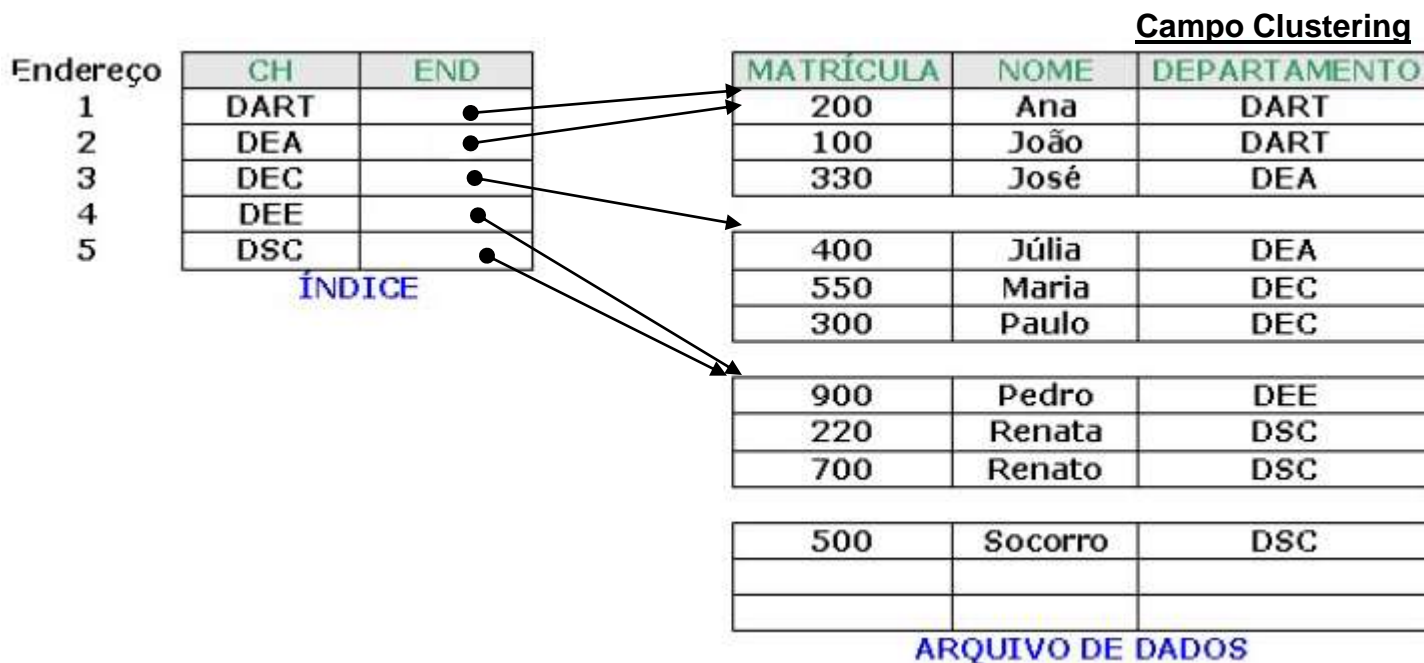 Campo Clustering
Endereço CH END MATRÍCULA NOME DEPARTAMENTO
1 DART 200 Ana DART
2 DEA 100 João DART
3 DEC 330 José DEA
4 DEE
5 DSC 400 Júlia DEA
ÍNDICE 550 Maria DEC
300 Paulo DEC
900 Pedro DEE
220 Renata DSC
700 Renato DSC
500 Socorro DSC
ARQUIVO DE DADOS